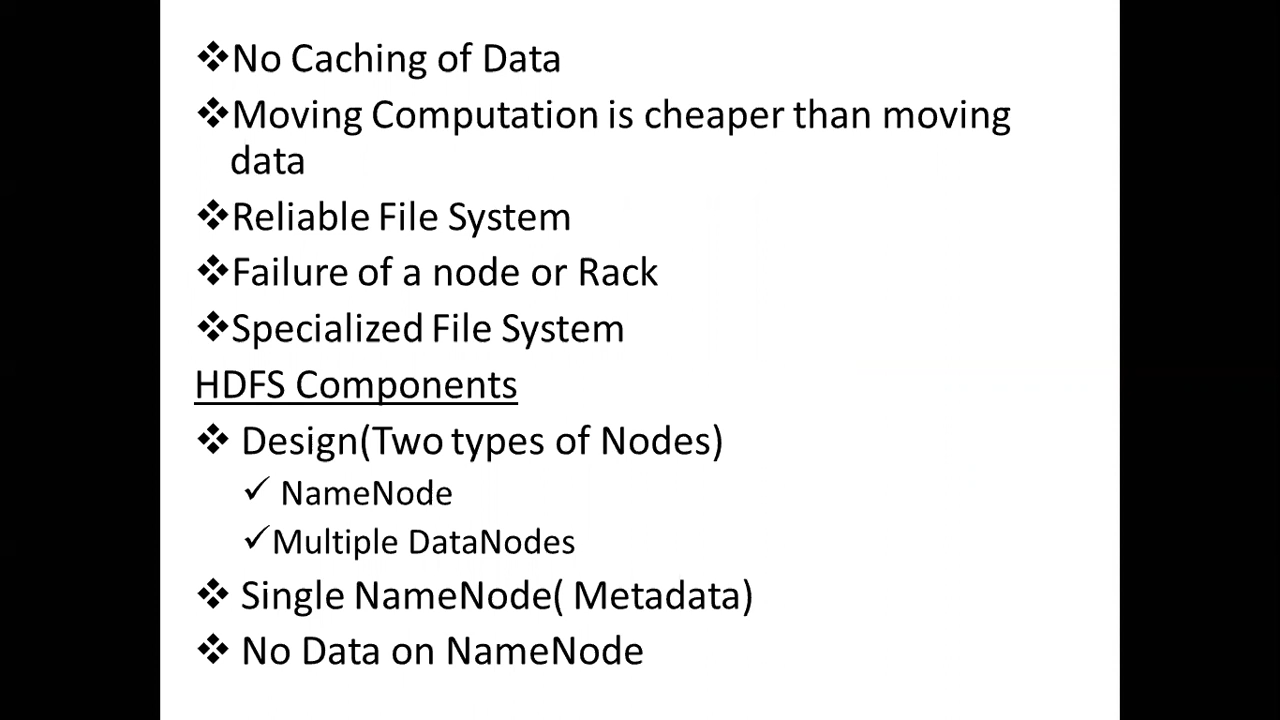 ❖No Caching of Data
❖Moving Computation is cheaper than moving
data
❖Reliable File System
❖Failure of a node or Rack
❖Specialized File System
HDFS Components
❖ Design(Two types of Nodes)
✓ NameNode
✓Multiple DataNodes
❖ Single NameNode( Metadata)
❖ No Data on NameNode